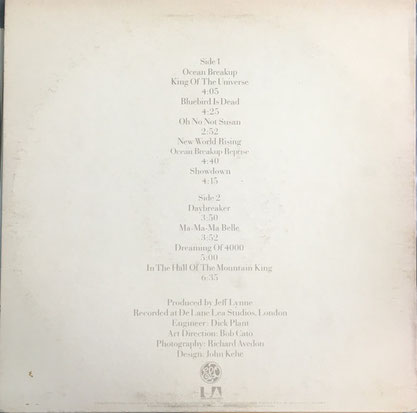 Side 1
Ocean Breakup
King Of The Universe
4:05
Bluebird Is Dead
4:25
Oh No Not Susan
2:52
New World Rising
Ocean Breakup Reprise
4:40
Showdown
4:15
Side 2
Daybreaker
3:50
Ma-Ma-Ma Belle
3:52
Dreaming Of 4000
5:00
In The Hall Of The Mountain King
6:35
Produced by Jeff Lynne
Recorded at De Lane Lea Studios, London
Engineer: Dick Plant
Art Direction: Bob Cato
Photography: Richard Avedon
Design: John Kehe
UA